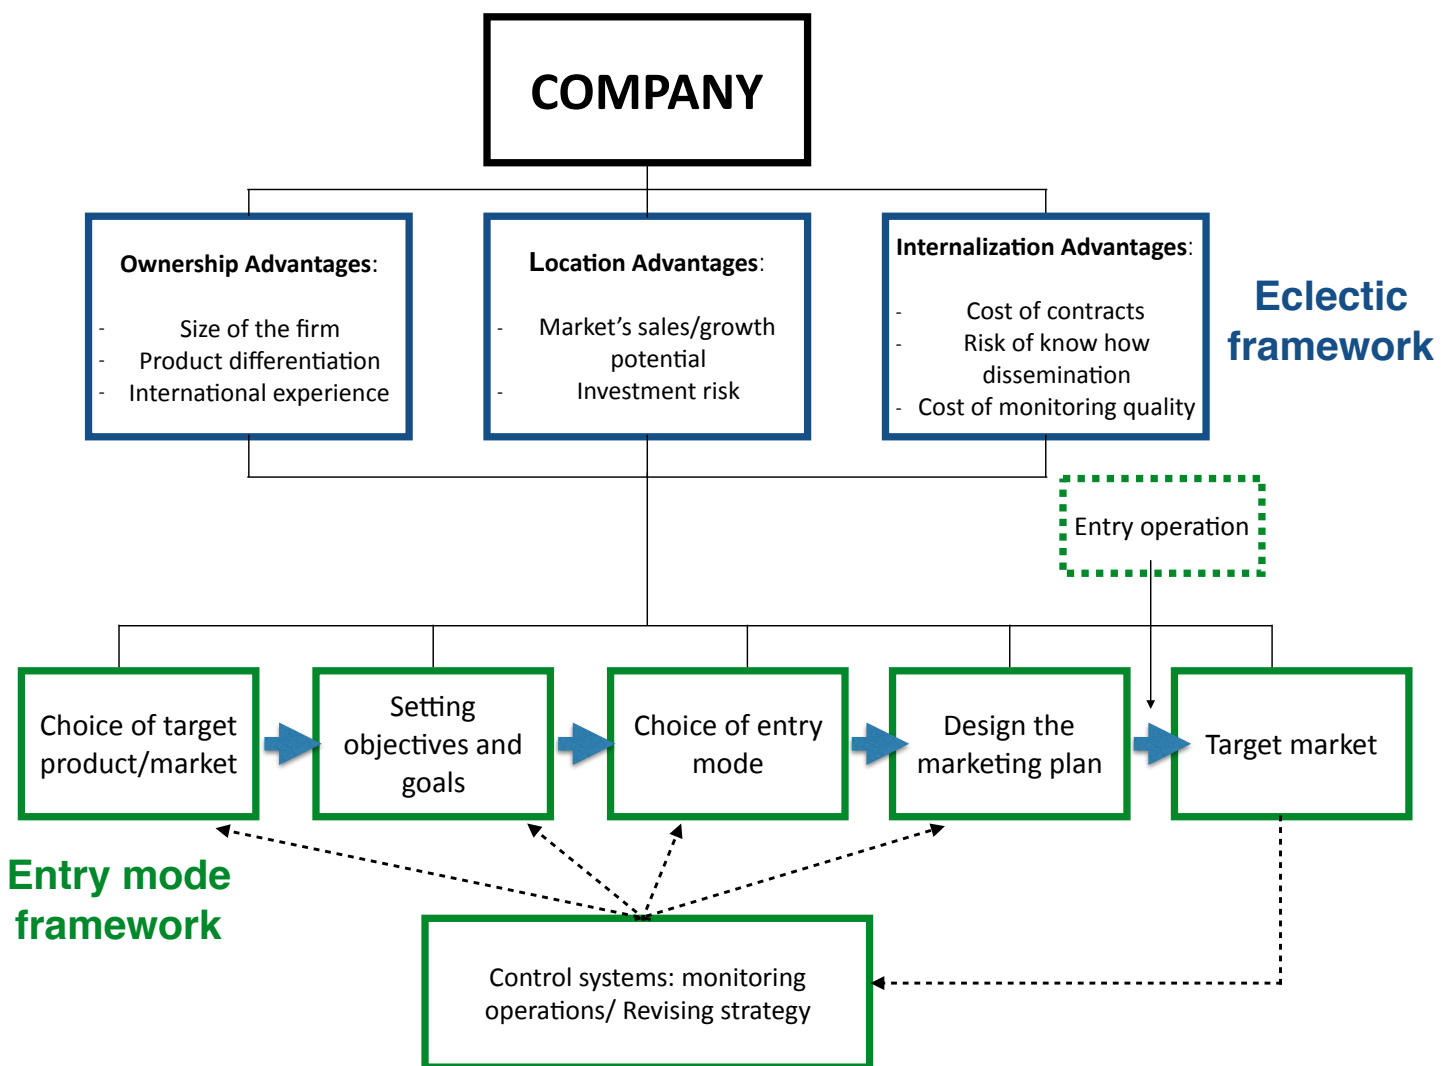 COMPANY
Ownership Advantages:
- Size of the firm
- Product differentiation
- International experience
Location Advantages:
- Market’s sales/growth
potential
- Investment risk
Internalization Advantages:
- Cost of contracts
- Risk of know how
dissemination
- Cost of monitoring quality
Eclectic
framework
Entry operation
Choice of target
product/market
Setting
objectives and
goals
Choice of entry
mode
Design the
marketing plan
Target market
Entry mode
framework
Control systems: monitoring
operations/ Revising strategy